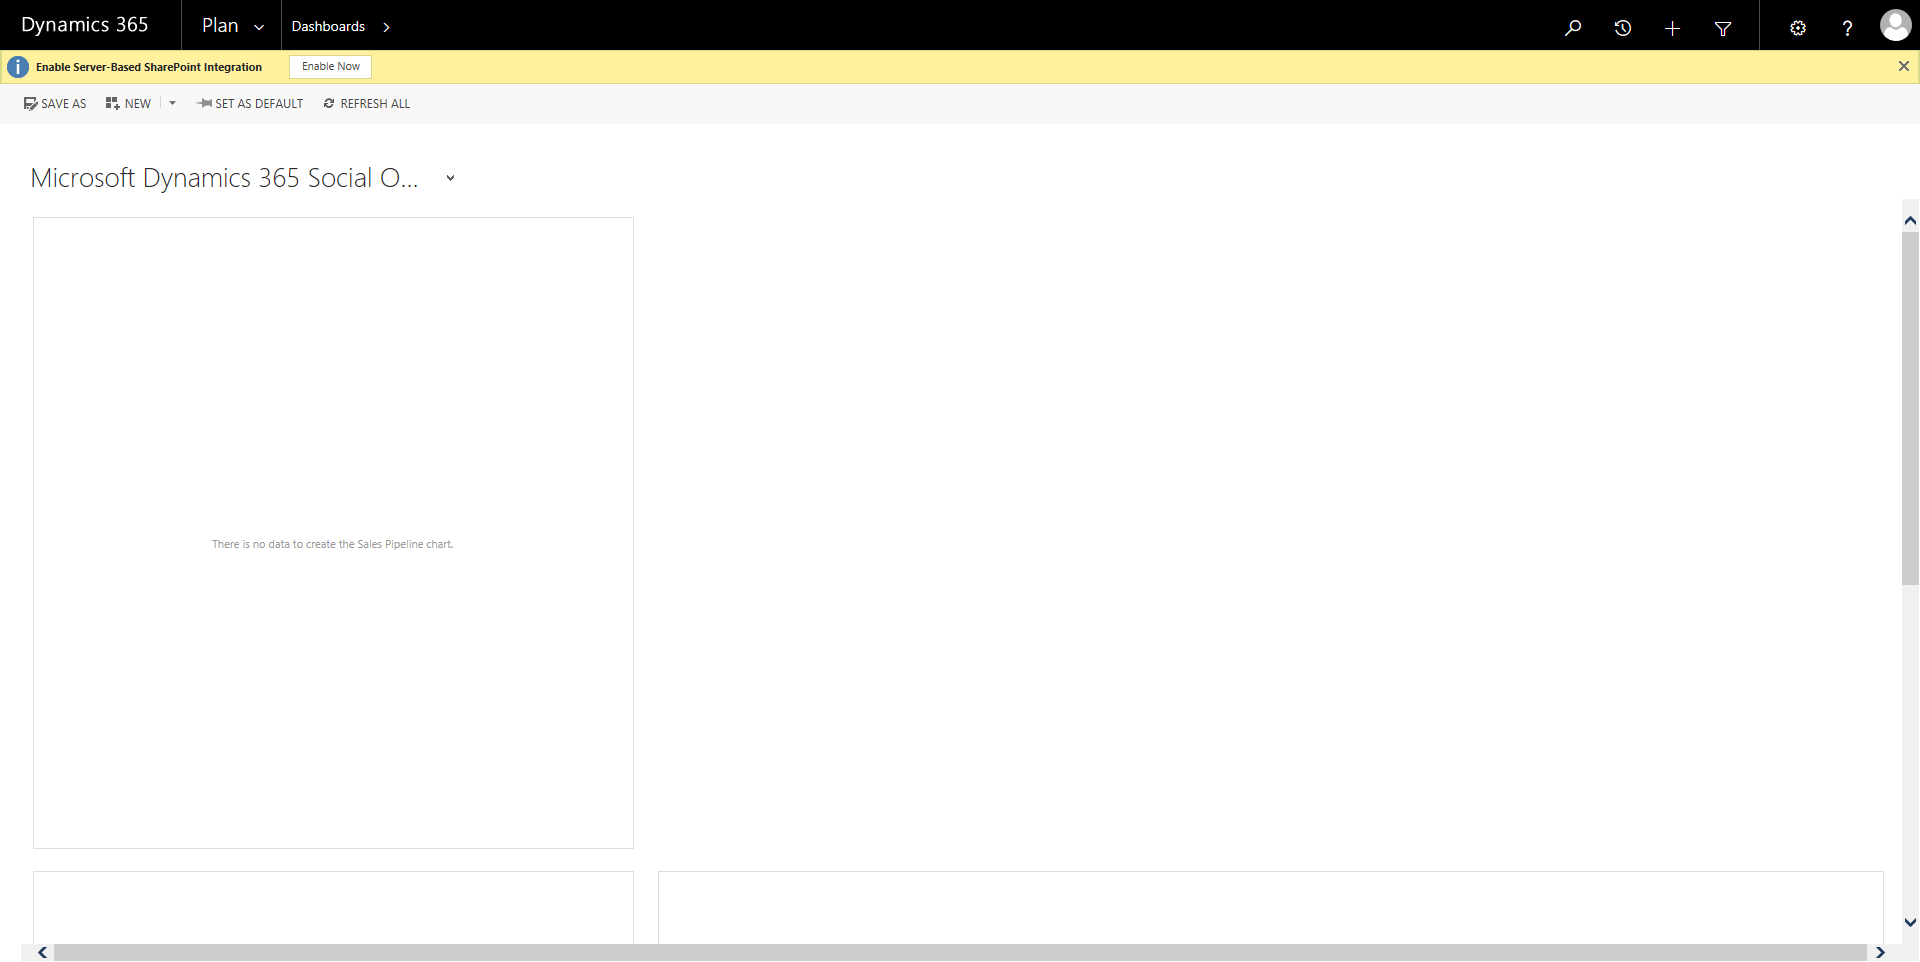 Dynamics 365 Plan Dashboards
Enable Server-Based SharePoint Integration Enable Now
SAVE AS NEW SET AS DEFAULT REFRESH ALL
Microsoft Dynamics 365 Social O...
There is no data to create the Sales Pipeline chart.